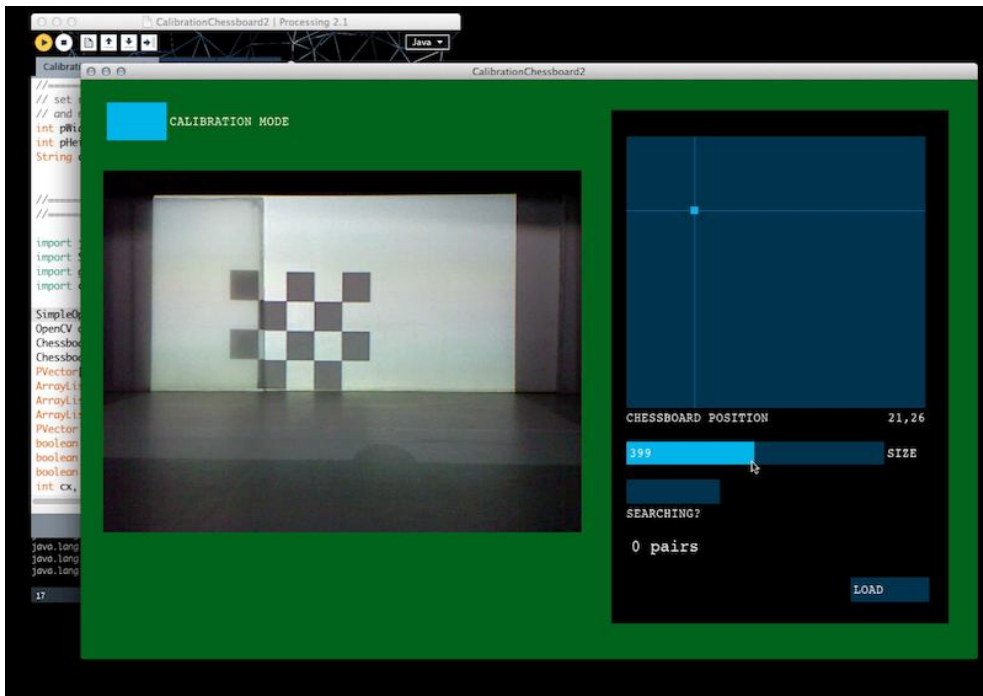 CalibrationChessboard2 | Processing 2.1
Java
Calibrati
CalibrationChessboard2
//
// set
// and
int pWid
int pHei
String
//
//
import
import
import
import
SimpleOp
OpenCV
Chessboa
Chessboa
PVector
ArrayLis
ArrayLis
ArrayLis
PVector
boolean
boolean
boolean
int cx,
java.lang
java.lang
java.lang
17
CALIBRATION MODE
CHESSBOARD POSITION 21,26
399 SIZE
SEARCHING?
0 pairs
LOAD